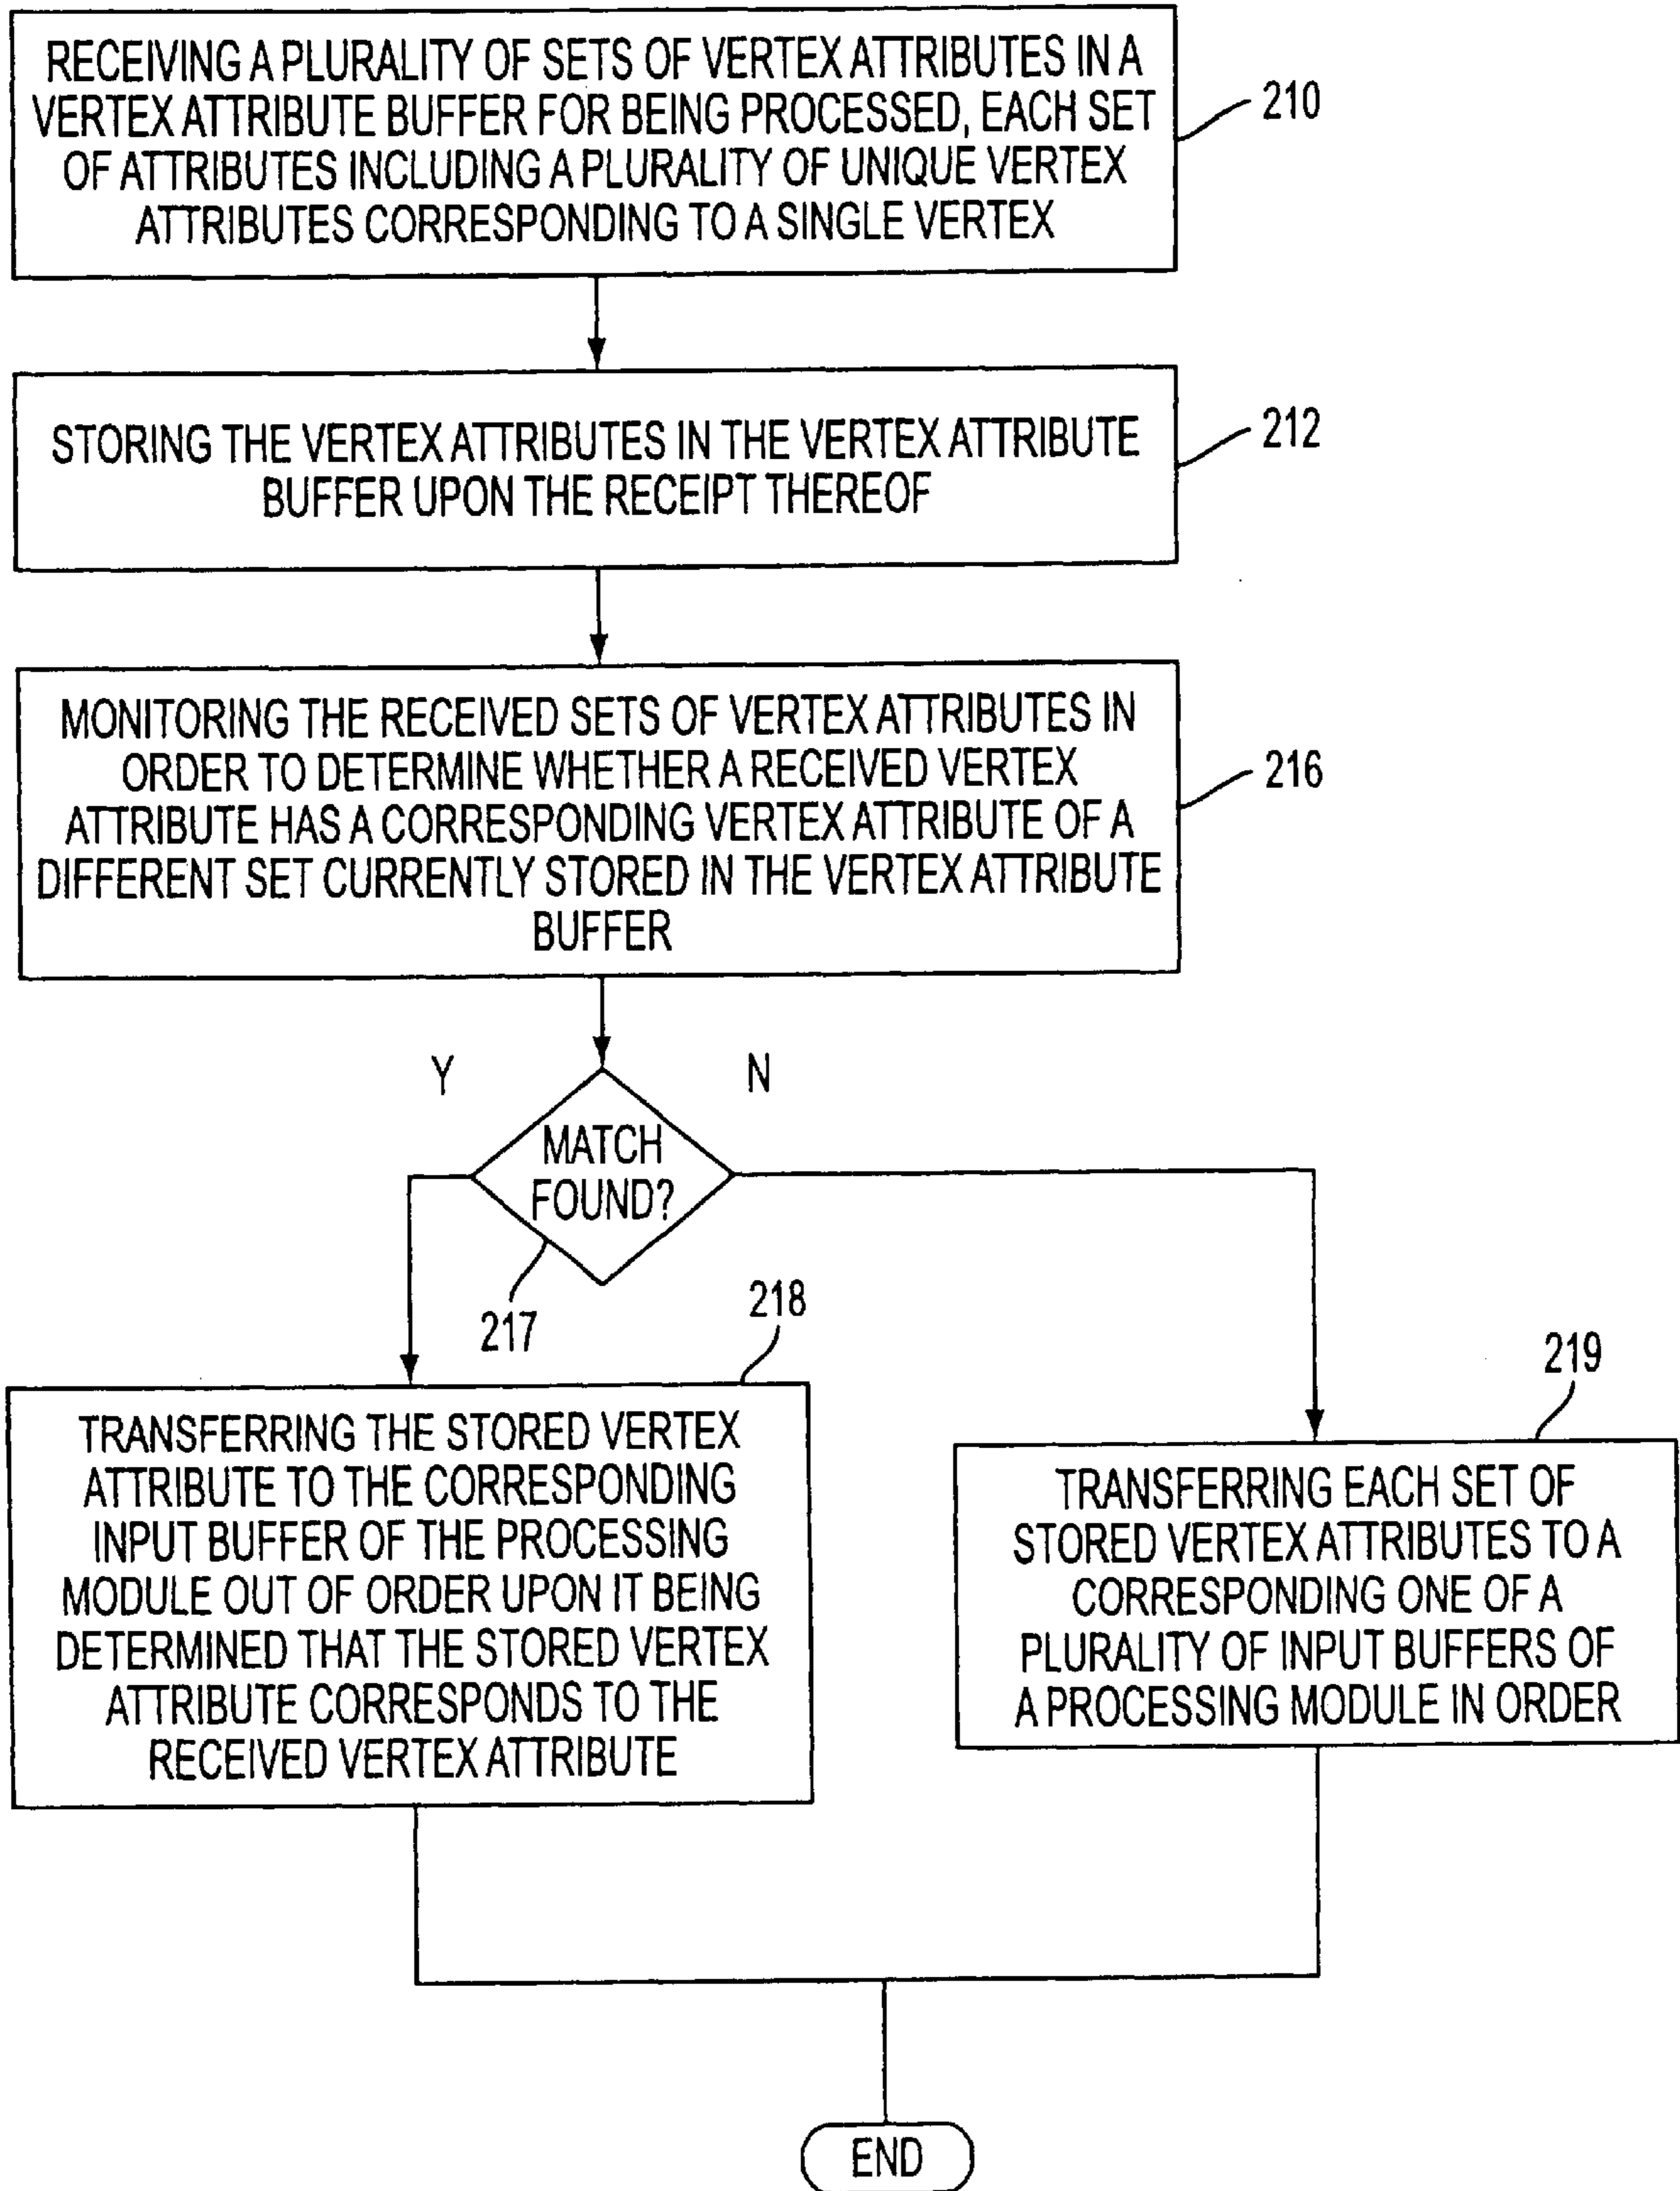 RECEIVING A PLURALITY OF SETS OF VERTEX ATTRIBUTES IN A
VERTEX ATTRIBUTE BUFFER FOR BEING PROCESSED, EACH SET
OF ATTRIBUTES INCLUDING A PLURALITY OF UNIQUE VERTEX
ATTRIBUTES CORRESPONDING TO A SINGLE VERTEX
210
STORING THE VERTEX ATTRIBUTES IN THE VERTEX ATTRIBUTE
BUFFER UPON THE RECEIPT THEREOF
212
MONITORING THE RECEIVED SETS OF VERTEX ATTRIBUTES IN
ORDER TO DETERMINE WHETHER A RECEIVED VERTEX
ATTRIBUTE HAS A CORRESPONDING VERTEX ATTRIBUTE OF A
DIFFERENT SET CURRENTLY STORED IN THE VERTEX ATTRIBUTE
BUFFER
216
Y
N
MATCH
FOUND?
217
218
TRANSFERRING THE STORED VERTEX
ATTRIBUTE TO THE CORRESPONDING
INPUT BUFFER OF THE PROCESSING
MODULE OUT OF ORDER UPON IT BEING
DETERMINED THAT THE STORED VERTEX
ATTRIBUTE CORRESPONDS TO THE
RECEIVED VERTEX ATTRIBUTE
219
TRANSFERRING EACH SET OF
STORED VERTEX ATTRIBUTES TO A
CORRESPONDING ONE OF A
PLURALITY OF INPUT BUFFERS OF
A PROCESSING MODULE IN ORDER
END